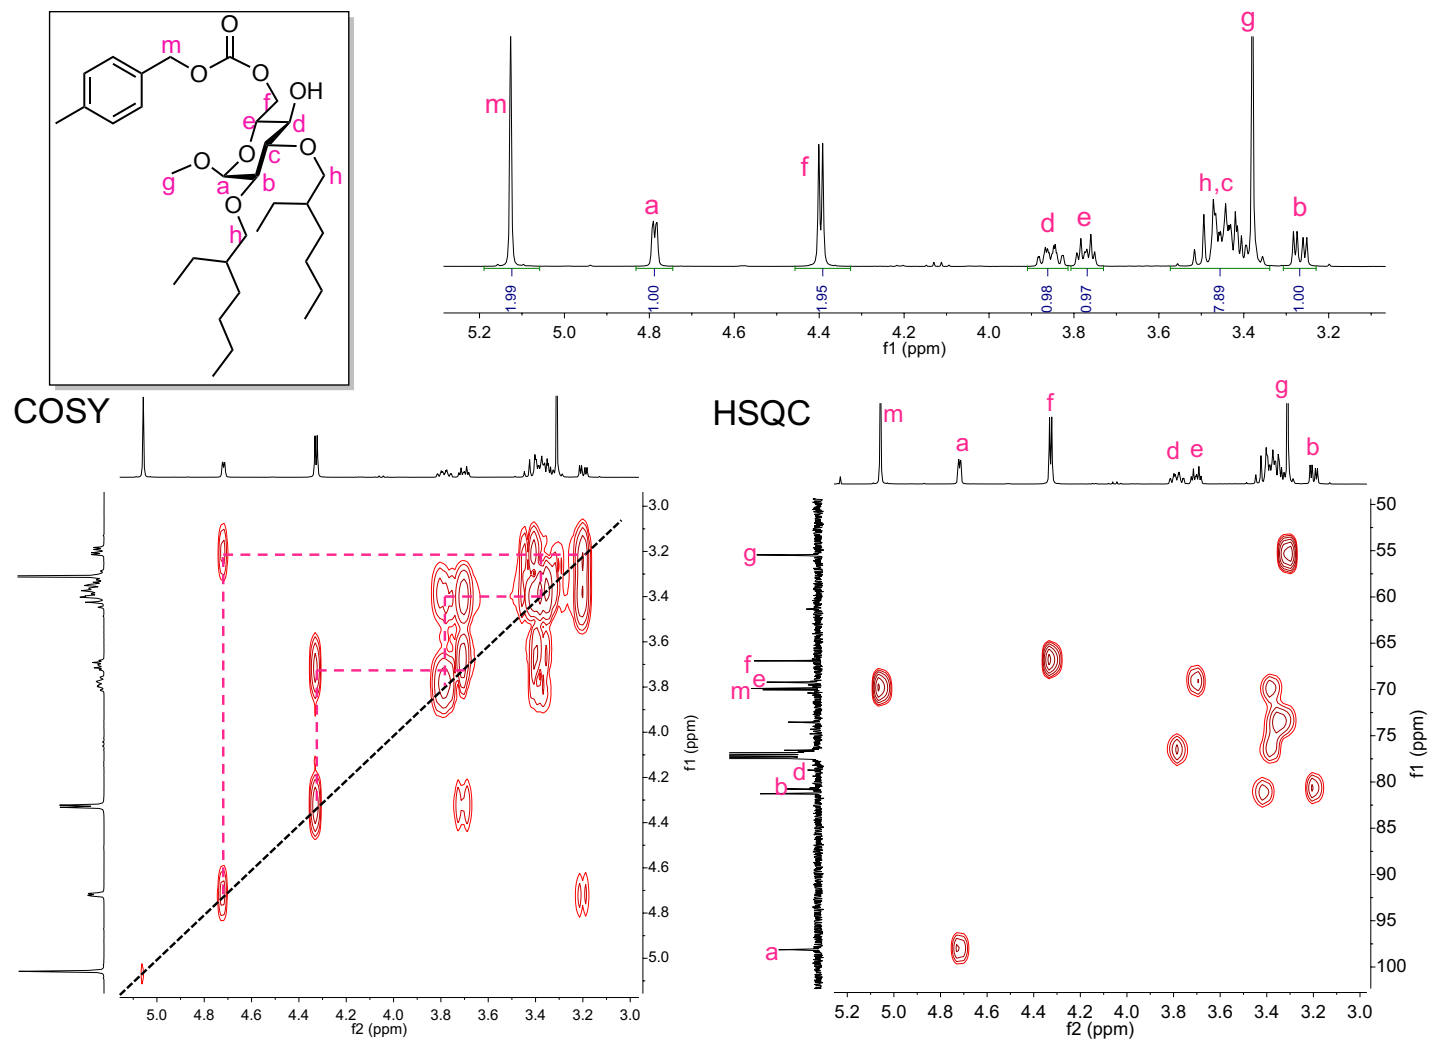 O
m
O
O
OH
f
e
d
O
O
c
O
g
a
b
h
O
h
m
a
f
d
e
h,c
g
b
1.99
1.00
1.95
0.98
0.97
7.89
1.00
5.2 5.0 4.8 4.6 4.4 4.2 4.0 3.8 3.6 3.4 3.2
f1 (ppm)
COSY
3.0
3.2
3.4
3.6
3.8
4.0
4.2
4.4
4.6
4.8
5.0
f1 (ppm)
5.0 4.8 4.6 4.4 4.2 4.0 3.8 3.6 3.4 3.2 3.0
f2 (ppm)
HSQC
m
a
f
d
e
g
b
g
f
e
m
d
b
a
50
55
60
65
70
75
80
85
90
95
100
f1 (ppm)
5.2 5.0 4.8 4.6 4.4 4.2 4.0 3.8 3.6 3.4 3.2 3.0
f2 (ppm)